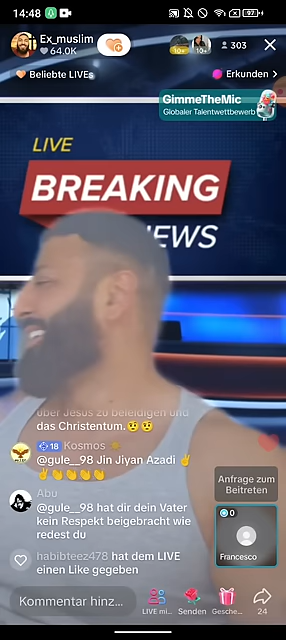 14:48
97
Ex_muslim
64.0K
10+
10+
303
Beliebte LIVEs
Erkunden >
GimmeTheMic
Globaler Talentwettbewerb
LIVE
BREAKING
NEWS
über Jesus zu beleidigen und
das Christentum.🤨🤨
18 Kosmos
@gule__98 Jin Jiyan Azadi ✌
✌👏👏👏👏
Abu
@gule__98 hat dir dein Vater
kein Respekt beigebracht wie
redest du
habibteez478 hat dem LIVE
einen Like gegeben
Anfrage zum
Beitreten
0
Francesco
Kommentar hinz...
LIVE mi...
Senden
Gesche...
24